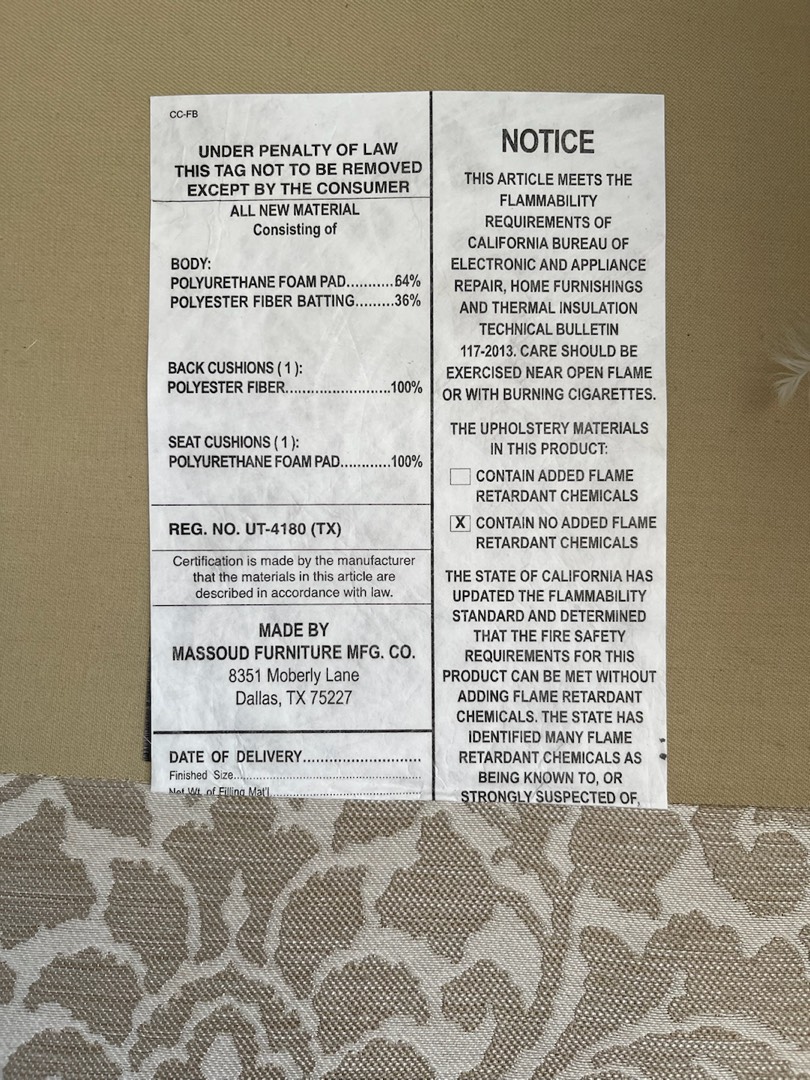 CC-FB
UNDER PENALTY OF LAW
THIS TAG NOT TO BE REMOVED
EXCEPT BY THE CONSUMER
ALL NEW MATERIAL
Consisting of
BODY:
POLYURETHANE FOAM PAD...........64%
POLYESTER FIBER BATTING.........36%
BACK CUSHIONS ( 1 ):
POLYESTER FIBER.........................100%
SEAT CUSHIONS ( 1 ):
POLYURETHANE FOAM PAD............100%
REG. NO. UT-4180 (TX)
Certification is made by the manufacturer
that the materials in this article are
described in accordance with law.
MADE BY
MASSOUD FURNITURE MFG. CO.
8351 Moberly Lane
Dallas, TX 75227
DATE OF DELIVERY...........................
Finished Size...........................................
Net Wt. of Filling Mat'l..................................
NOTICE
THIS ARTICLE MEETS THE
FLAMMABILITY
REQUIREMENTS OF
CALIFORNIA BUREAU OF
ELECTRONIC AND APPLIANCE
REPAIR, HOME FURNISHINGS
AND THERMAL INSULATION
TECHNICAL BULLETIN
117-2013. CARE SHOULD BE
EXERCISED NEAR OPEN FLAME
OR WITH BURNING CIGARETTES.
THE UPHOLSTERY MATERIALS
IN THIS PRODUCT:
CONTAIN ADDED FLAME
RETARDANT CHEMICALS
X CONTAIN NO ADDED FLAME
RETARDANT CHEMICALS
THE STATE OF CALIFORNIA HAS
UPDATED THE FLAMMABILITY
STANDARD AND DETERMINED
THAT THE FIRE SAFETY
REQUIREMENTS FOR THIS
PRODUCT CAN BE MET WITHOUT
ADDING FLAME RETARDANT
CHEMICALS. THE STATE HAS
IDENTIFIED MANY FLAME
RETARDANT CHEMICALS AS
BEING KNOWN TO, OR
STRONGLY SUSPECTED OF,